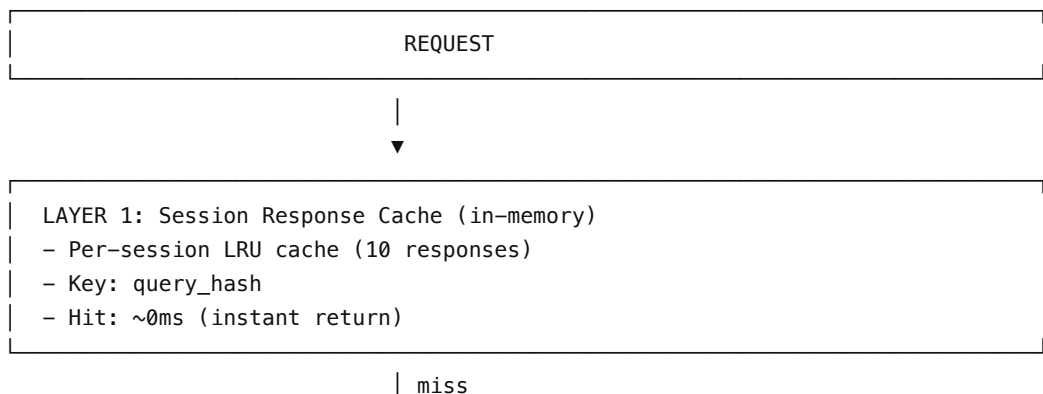 REQUEST
LAYER 1: Session Response Cache (in-memory)
- Per-session LRU cache (10 responses)
- Key: query_hash
- Hit: ~0ms (instant return)
miss